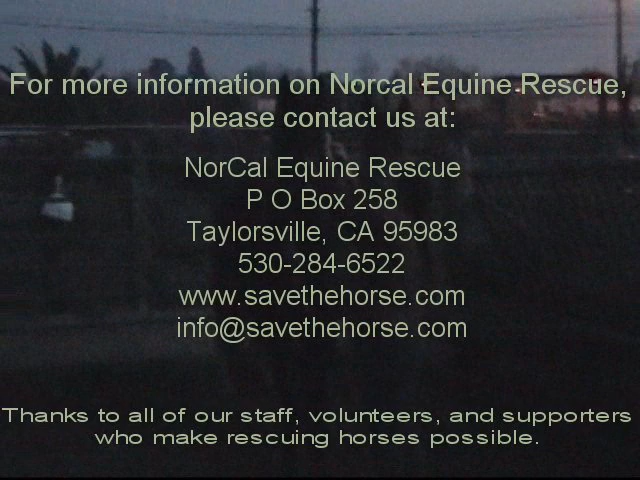 For more information on Norcal Equine Rescue,
please contact us at:
NorCal Equine Rescue
P O Box 258
Taylorsville, CA 95983
530-284-6522
www.savethehorse.com
info@savethehorse.com
Thanks to all of our staff, volunteers, and supporters
who make rescuing horses possible.